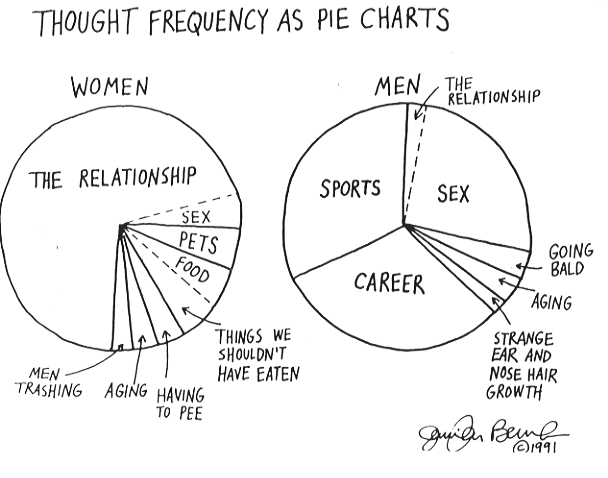 THOUGHT FREQUENCY AS PIE CHARTS
WOMEN
THE RELATIONSHIP
SEX
PETS
FOOD
THINGS WE
SHOULDN'T
HAVE EATEN
HAVING
TO PEE
AGING
MEN
TRASHING
MEN
THE
RELATIONSHIP
SEX
GOING
BALD
AGING
STRANGE
EAR AND
NOSE HAIR
GROWTH
CAREER
SPORTS
©1991